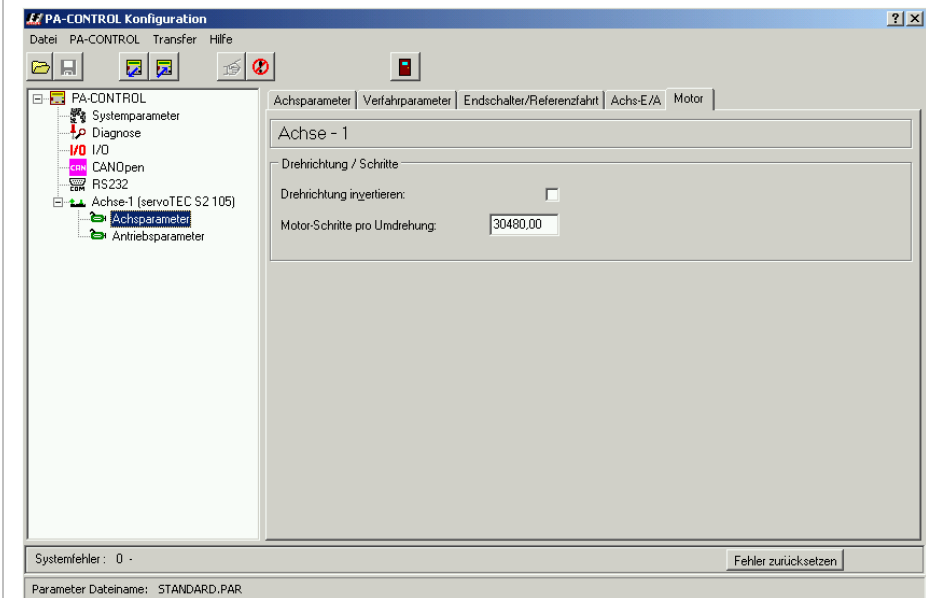 PA-CONTROL Konfiguration
Datei PA-CONTROL Transfer Hilfe
PA-CONTROL
Systemparameter
Diagnose
I/O I/O
CAN CANOpen
COM RS232
Achse-1 (servoTEC S2 105)
Achsparameter
Antriebsparameter
Achsparameter Verfahrparameter Endschalter/Referenzfahrt Achs-E/A Motor
Achse - 1
Drehrichtung / Schritte
Drehrichtung invertieren:
Motor-Schritte pro Umdrehung: 30480,00
Systemfehler : 0 - Fehler zurücksetzen
Parameter Dateiname: STANDARD.PAR